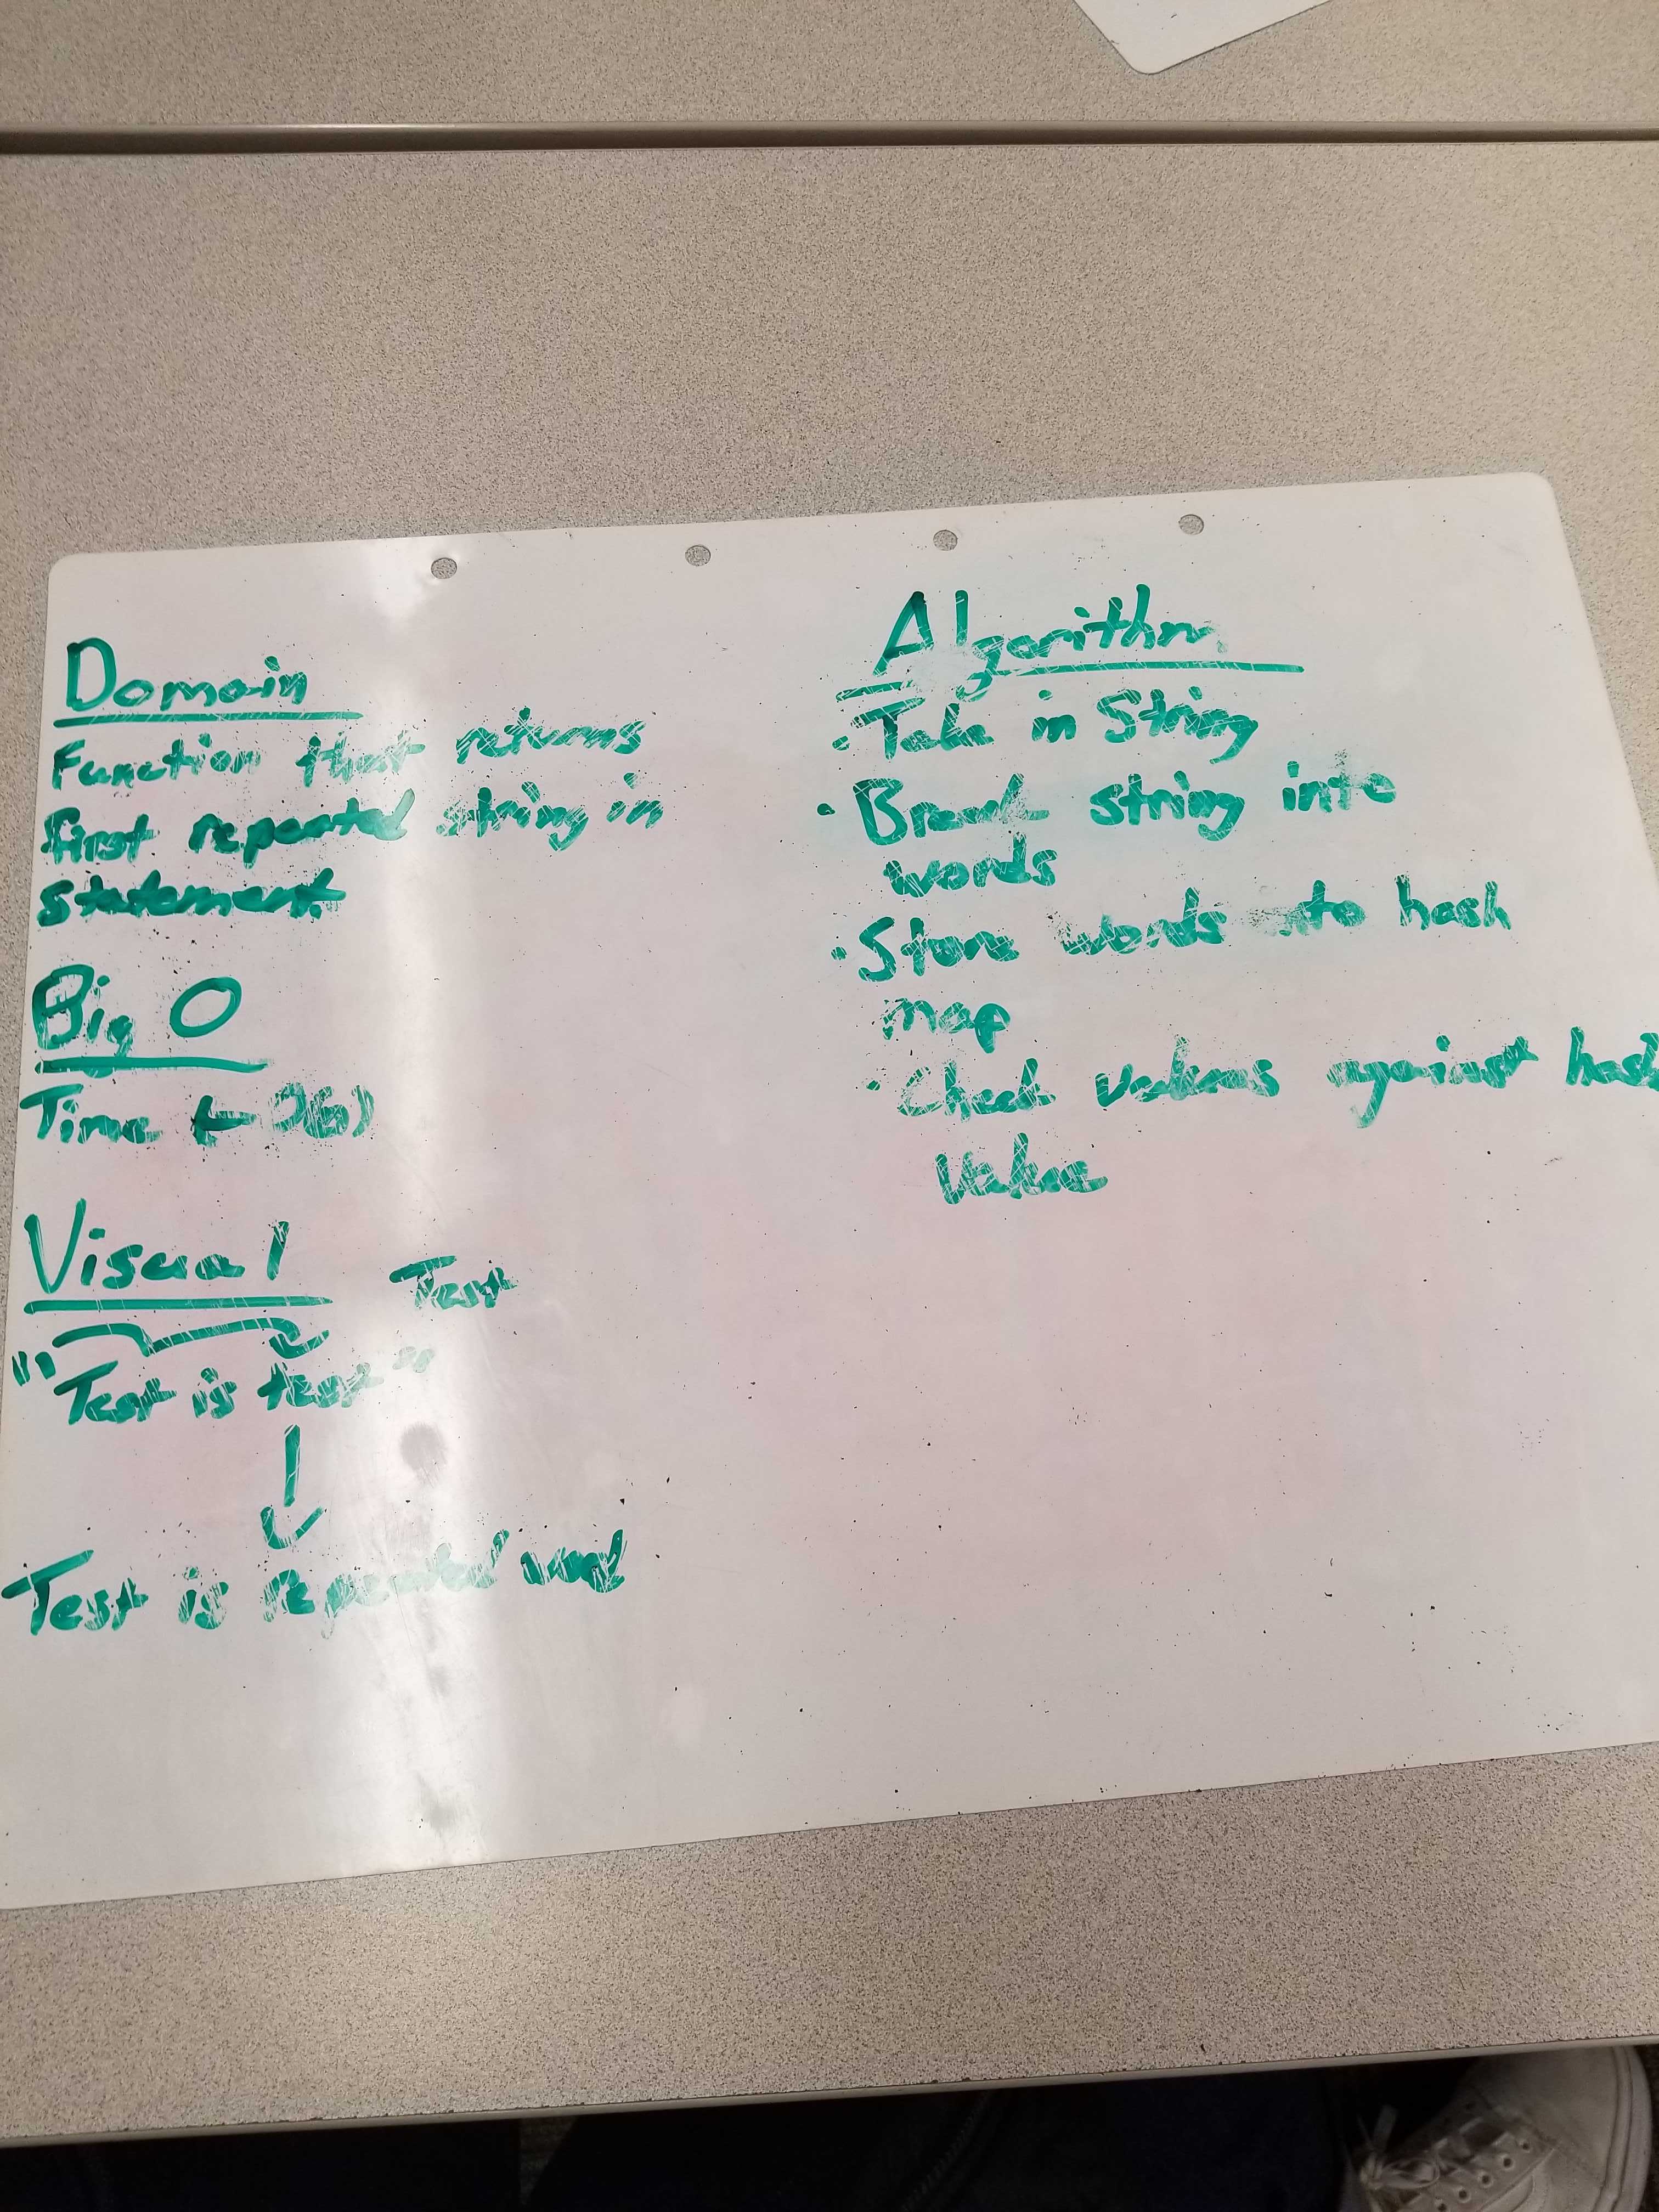 Domain
Function that returns
first repeated string in
statement.
Big O
Time ←
Visual
Test
"Test is test"
Test is repeated word
Algorithm
· Take in String
· Break string into
words
· Store words into hash
map
· Check values against hash
value